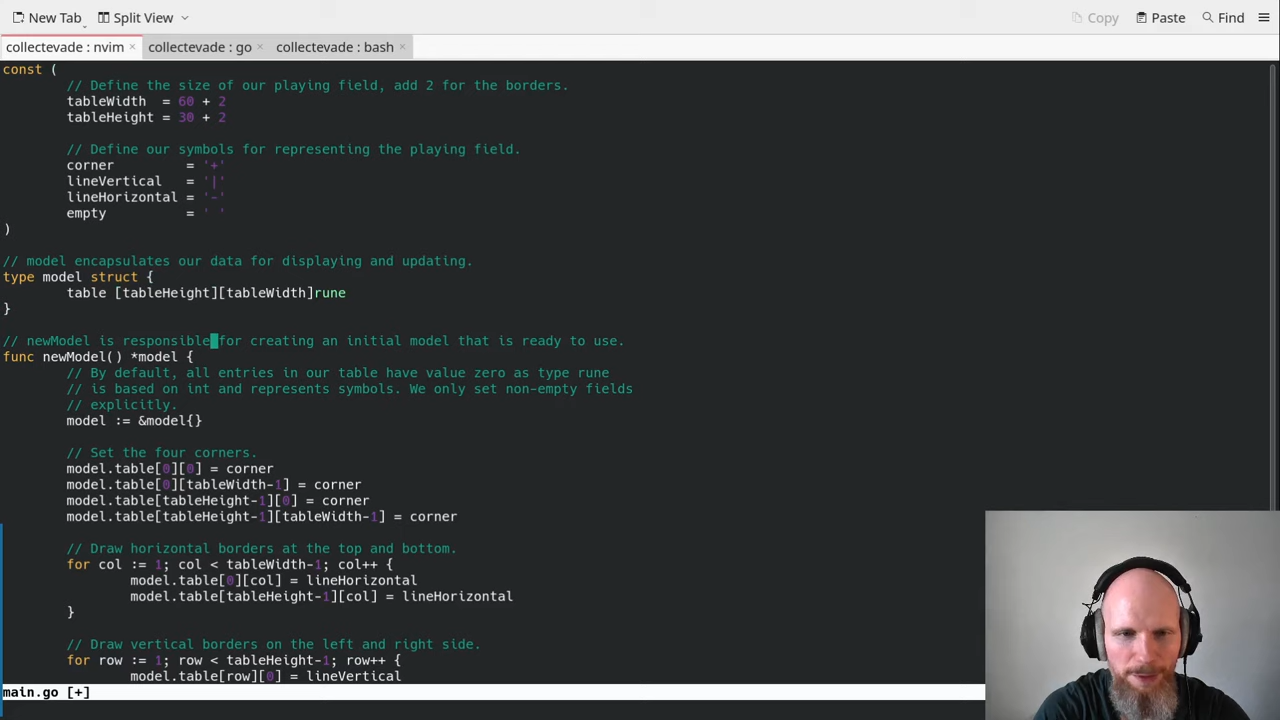 New Tab Split View Copy Paste Find
collectevade : nvim collectevade : go collectevade : bash
const (
// Define the size of our playing field, add 2 for the borders.
tableWidth = 60 + 2
tableHeight = 30 + 2
// Define our symbols for representing the playing field.
corner = '+'
lineVertical = '|'
lineHorizontal = '-'
empty = ' '
)
// model encapsulates our data for displaying and updating.
type model struct {
table [tableHeight][tableWidth]rune
}
// newModel is responsible for creating an initial model that is ready to use.
func newModel() *model {
// By default, all entries in our table have value zero as type rune
// is based on int and represents symbols. We only set non-empty fields
// explicitly.
model := &model{}
// Set the four corners.
model.table[0][0] = corner
model.table[0][tableWidth-1] = corner
model.table[tableHeight-1][0] = corner
model.table[tableHeight-1][tableWidth-1] = corner
// Draw horizontal borders at the top and bottom.
for col := 1; col < tableWidth-1; col++ {
model.table[0][col] = lineHorizontal
model.table[tableHeight-1][col] = lineHorizontal
}
// Draw vertical borders on the left and right side.
for row := 1; row < tableHeight-1; row++ {
model.table[row][0] = lineVertical
main.go [+]